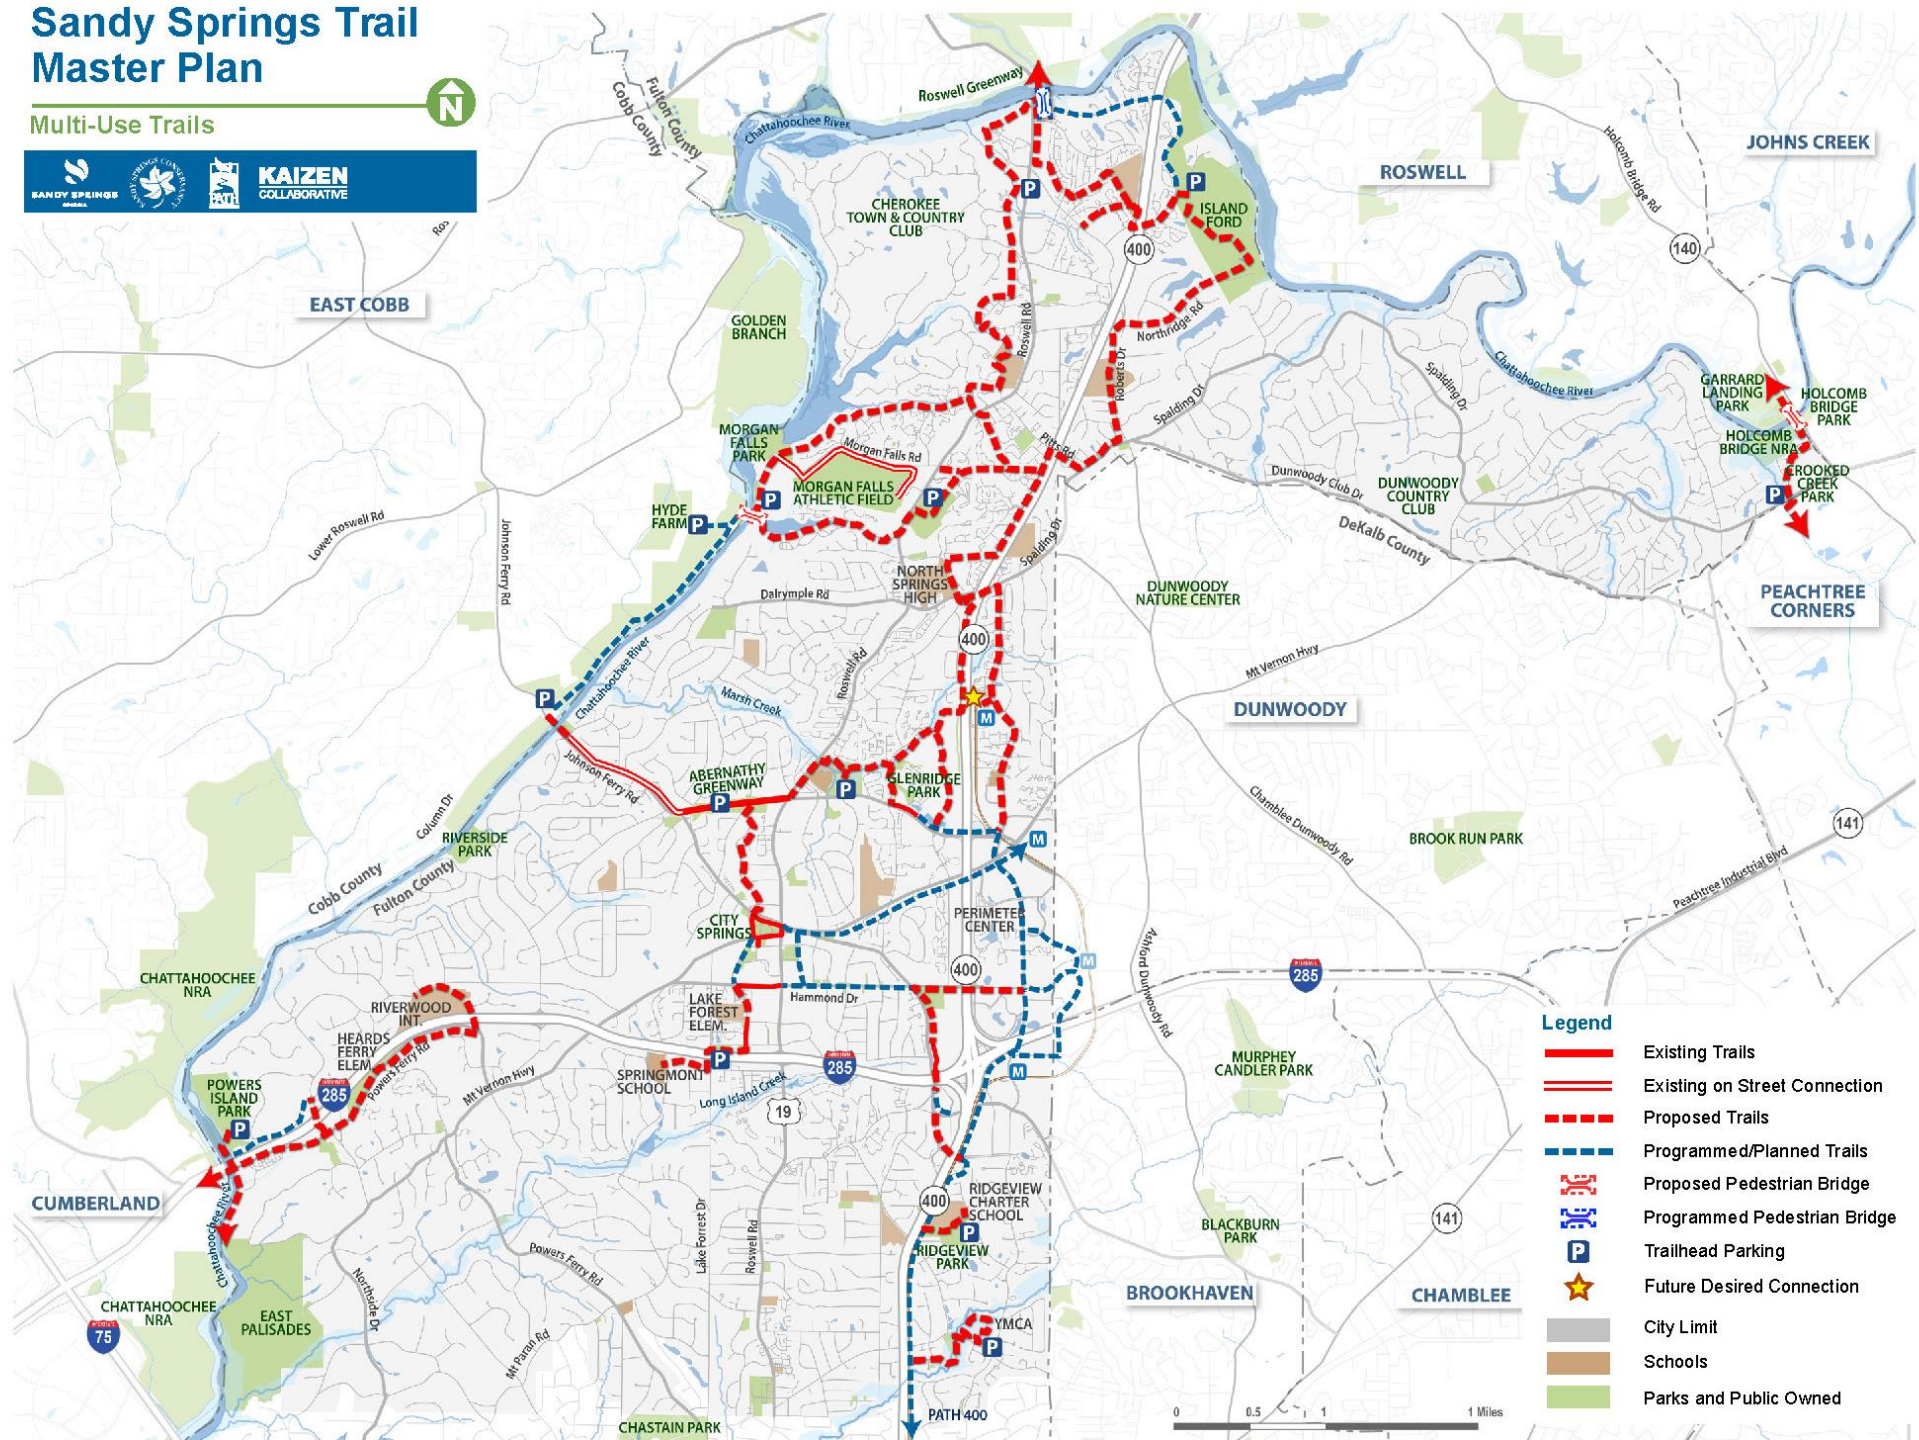 Sandy Springs Trail
Master Plan
N
Multi-Use Trails
SANDY SPRINGS
GEORGIA
SANDY SPRINGS CONSERVANCY
PATH
KAIZEN
COLLABORATIVE
Fulton County
Cobb County
Roswell Greenway
Chattahoochee River
JOHNS CREEK
ROSWELL
Holcomb Bridge Rd
140
CHEROKEE
TOWN & COUNTRY
CLUB
P
P
ISLAND
FORD
400
Ros
EAST COBB
GOLDEN
BRANCH
Roswell Rd
Northridge Rd
Roberts Dr
Spalding Dr
Spalding Dr
Chattahoochee River
GARRARD
LANDING
PARK
HOLCOMB
BRIDGE
PARK
HOLCOMB
BRIDGE NRA
CROOKED
CREEK
PARK
P
MORGAN
FALLS
PARK
Morgan Falls Rd
MORGAN FALLS
ATHLETIC FIELD
P
P
Pitts Rd
Dunwoody Club Dr
DUNWOODY
COUNTRY
CLUB
DeKalb County
HYDE
FARM
P
Lower Roswell Rd
Johnson Ferry Rd
Spalding Dr
NORTH
SPRINGS
HIGH
Dalrymple Rd
DUNWOODY
NATURE CENTER
PEACHTREE
CORNERS
400
Chattahoochee River
Roswell Rd
Mt Vernon Hwy
P
Marsh Creek
M
DUNWOODY
Johnson Ferry Rd
ABERNATHY
GREENWAY
P
P
GLENRIDGE
PARK
Column Dr
RIVERSIDE
PARK
M
Chamblee Dunwoody Rd
BROOK RUN PARK
141
Peachtree Industrial Blvd
Cobb County
Fulton County
CITY
SPRINGS
PERIMETER
CENTER
Ashford Dunwoody Rd
M
400
285
CHATTAHOOCHEE
NRA
RIVERWOOD
INT.
LAKE
FOREST
ELEM.
Hammond Dr
HEARDS
FERRY
ELEM
Powers Ferry Rd
285
Mt Vernon Hwy
SPRINGMONT
SCHOOL
P
285
Long Island Creek
19
M
MURPHEY
CANDLER PARK
POWERS
ISLAND
PARK
P
CUMBERLAND
Chattahoochee River
400
RIDGEVIEW
CHARTER
SCHOOL
P
RIDGEVIEW
PARK
BLACKBURN
PARK
141
Powers Ferry Rd
Lake Forrest Dr
Roswell Rd
Northside Dr
CHATTAHOOCHEE
NRA
EAST
PALISADES
75
Mt Paran Rd
YMCA
P
BROOKHAVEN
CHAMBLEE
CHASTAIN PARK
PATH 400
0 0.5 1 1 Miles
Legend
Existing Trails
Existing on Street Connection
Proposed Trails
Programmed/Planned Trails
Proposed Pedestrian Bridge
Programmed Pedestrian Bridge
P Trailhead Parking
Future Desired Connection
City Limit
Schools
Parks and Public Owned